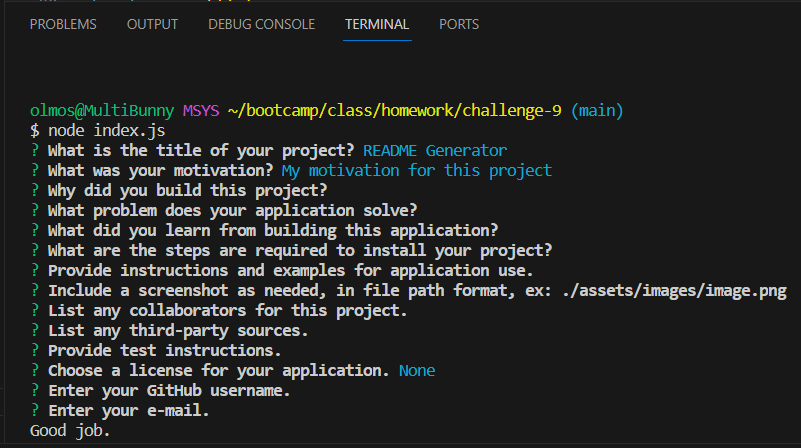 PROBLEMS OUTPUT DEBUG CONSOLE TERMINAL PORTS
olmos@MultiBunny MSYS ~/bootcamp/class/homework/challenge-9 (main)
$ node index.js
? What is the title of your project? README Generator
? What was your motivation? My motivation for this project
? Why did you build this project?
? What problem does your application solve?
? What did you learn from building this application?
? What are the steps are required to install your project?
? Provide instructions and examples for application use.
? Include a screenshot as needed, in file path format, ex: ./assets/images/image.png
? List any collaborators for this project.
? List any third-party sources.
? Provide test instructions.
? Choose a license for your application. None
? Enter your GitHub username.
? Enter your e-mail.
Good job.